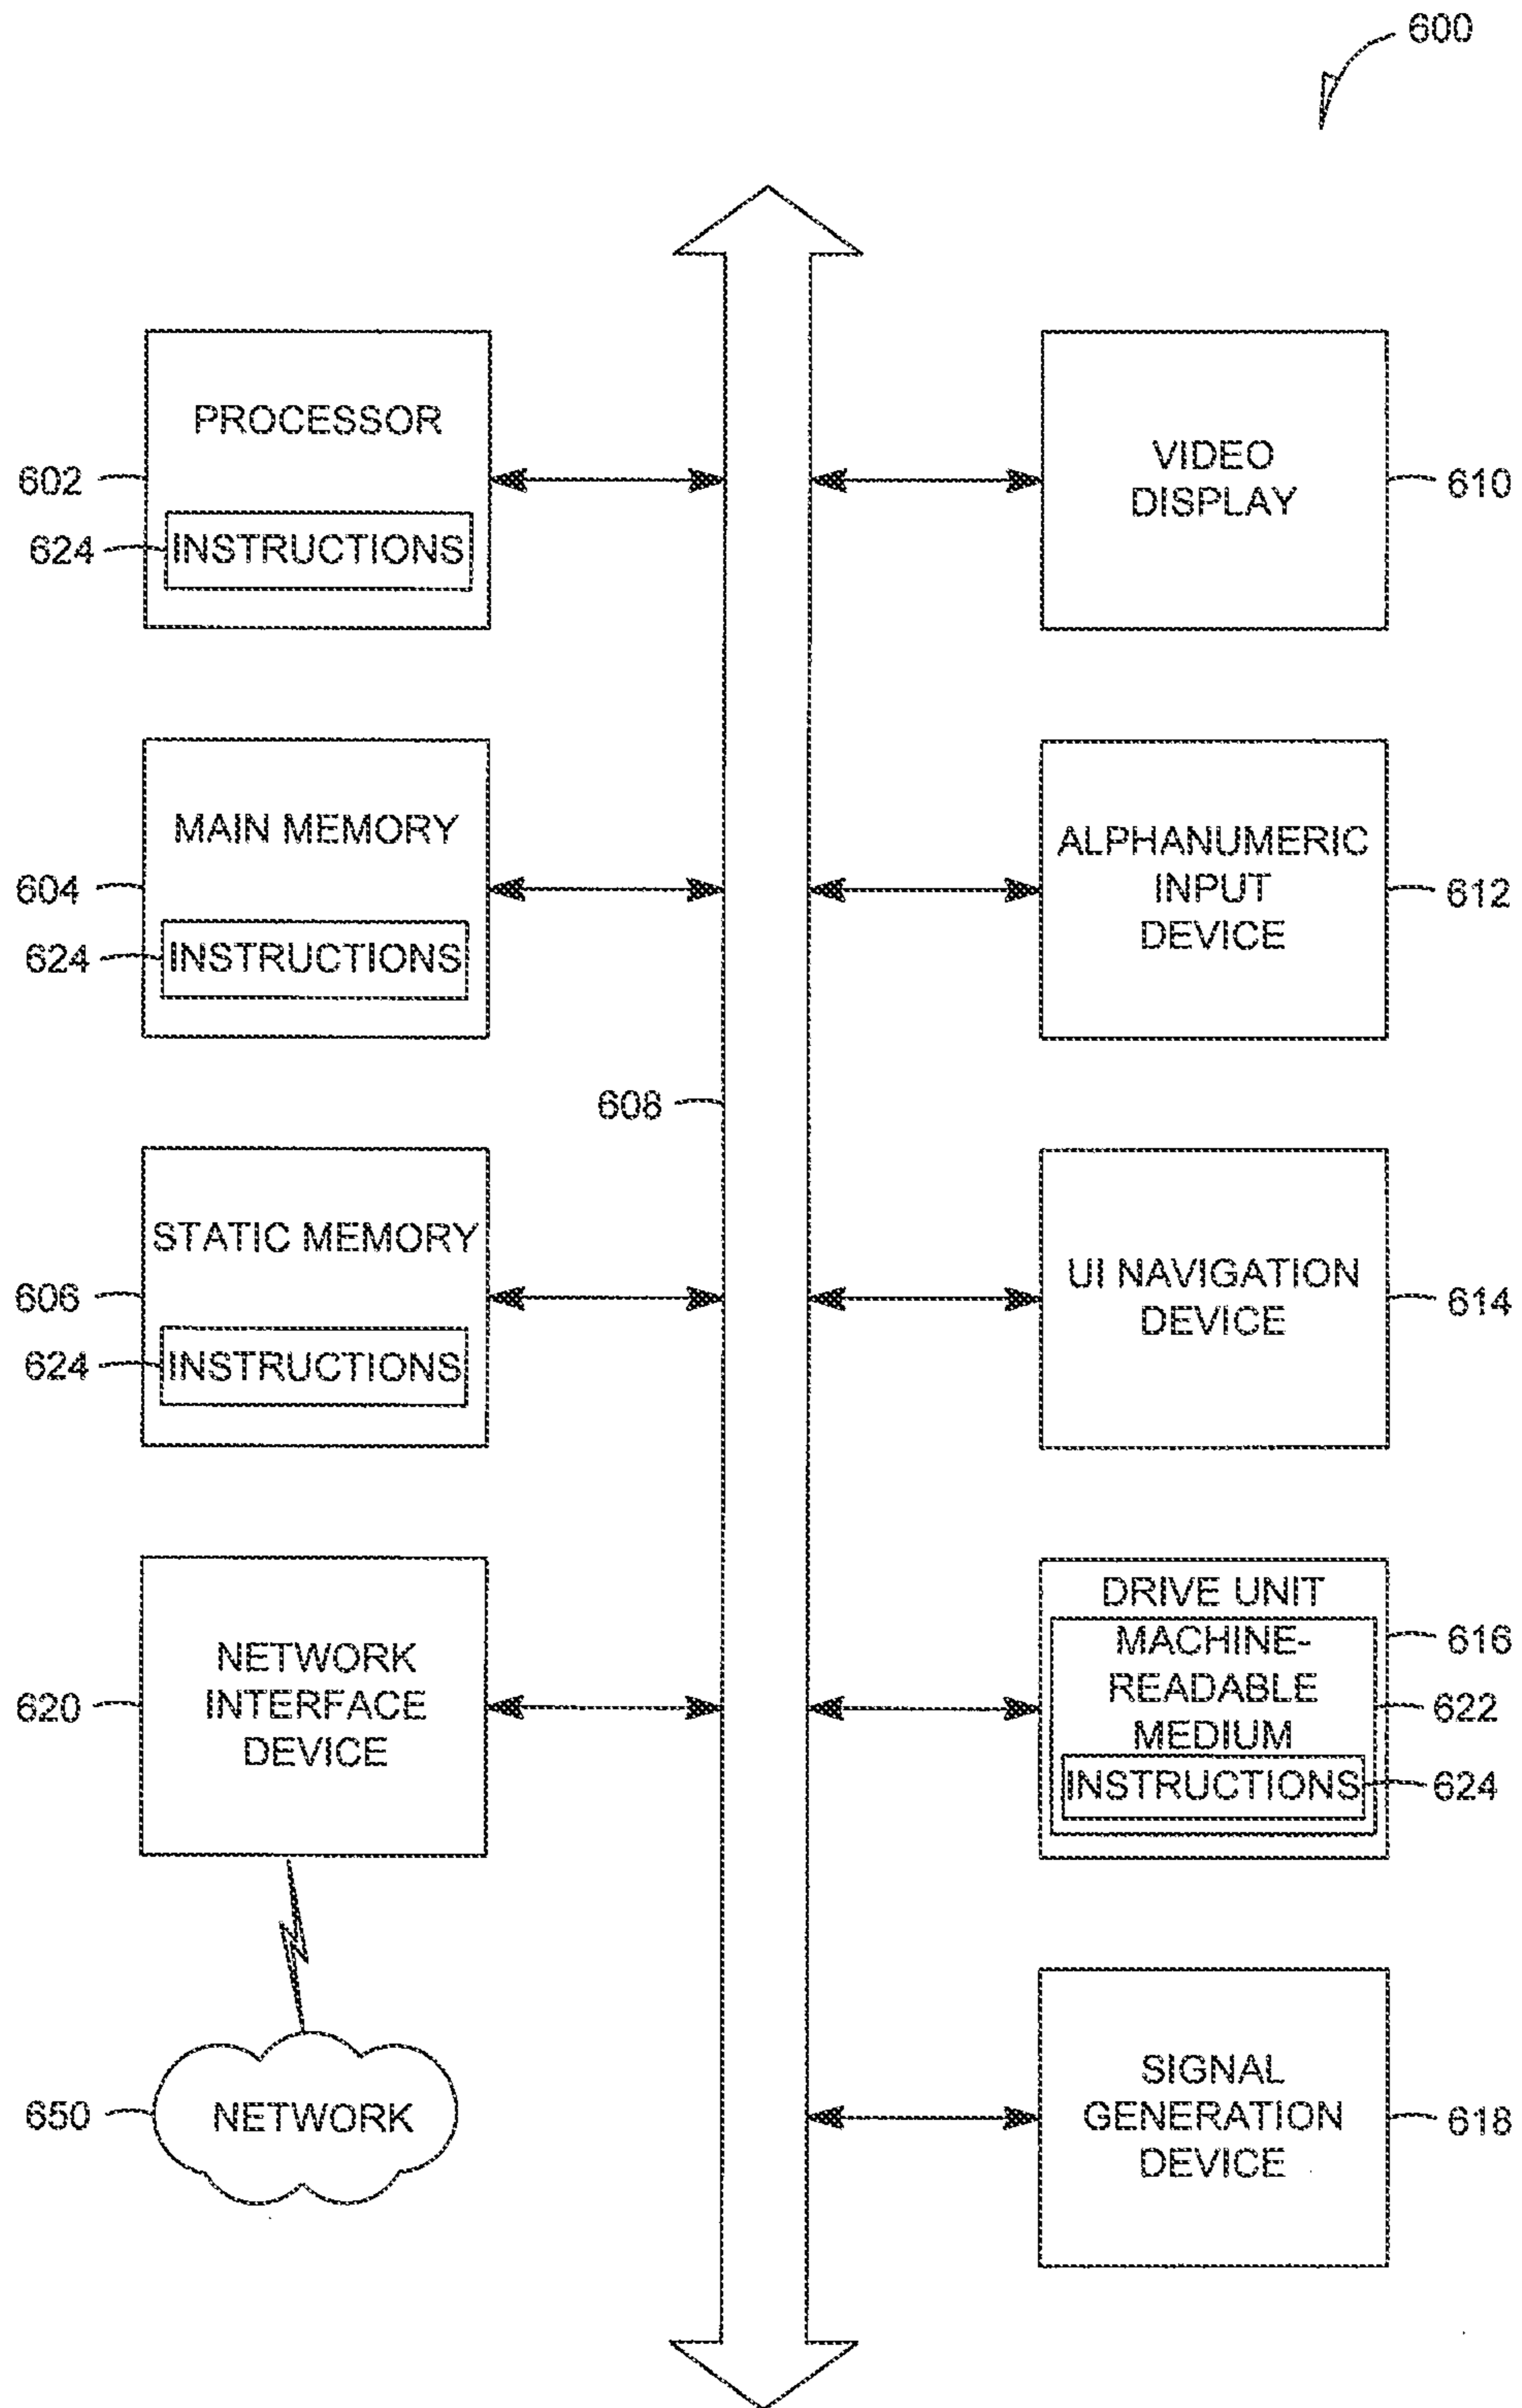 600
PROCESSOR
602
624
INSTRUCTIONS
VIDEO
DISPLAY
610
MAIN MEMORY
604
624
INSTRUCTIONS
ALPHANUMERIC
INPUT
DEVICE
612
608
STATIC MEMORY
606
624
INSTRUCTIONS
UI NAVIGATION
DEVICE
614
NETWORK
INTERFACE
DEVICE
620
DRIVE UNIT
616
MACHINE-
READABLE
MEDIUM
622
INSTRUCTIONS
624
650
NETWORK
SIGNAL
GENERATION
DEVICE
618